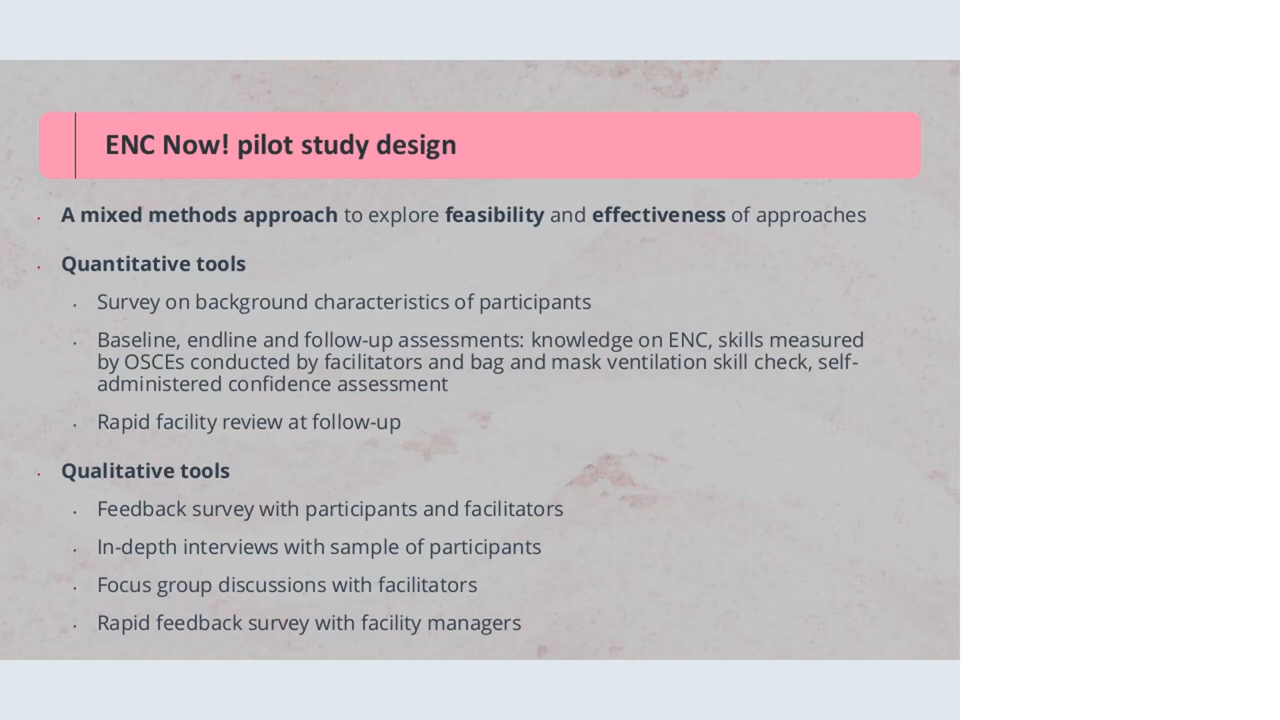 ENC Now! pilot study design
A mixed methods approach to explore feasibility and effectiveness of approaches
Quantitative tools
Survey on background characteristics of participants
Baseline, endline and follow-up assessments: knowledge on ENC, skills measured
by OSCEs conducted by facilitators and bag and mask ventilation skill check, self-
administered confidence assessment
Rapid facility review at follow-up
Qualitative tools
Feedback survey with participants and facilitators
In-depth interviews with sample of participants
Focus group discussions with facilitators
Rapid feedback survey with facility managers